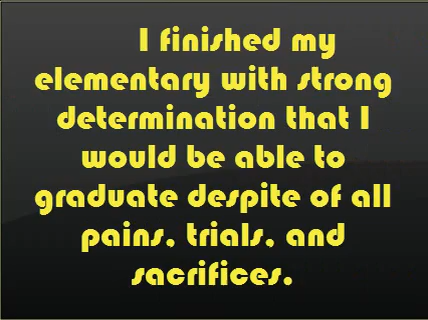 I finished my
elementary with strong
determination that I
would be able to
graduate despite of all
pains, trials, and
sacrifices.